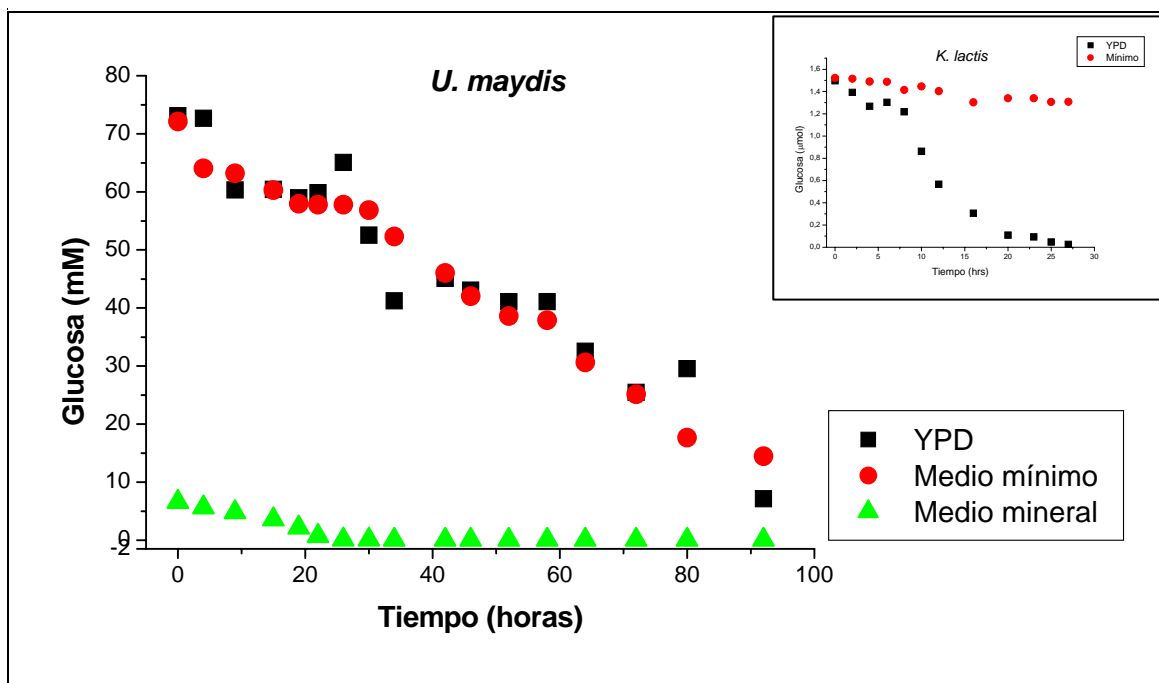 U. maydis
Glucosa (mM)
80
70
60
50
40
30
20
10
0
-2
0
20
40
60
80
100
Tiempo (horas)
YPD
Medio mínimo
Medio mineral
K. lactis
YPD
Mínimo
Glucosa (μmol)
1,6
1,4
1,2
1,0
0,8
0,6
0,4
0,2
0,0
0
5
10
15
20
25
30
Tiempo (hrs)